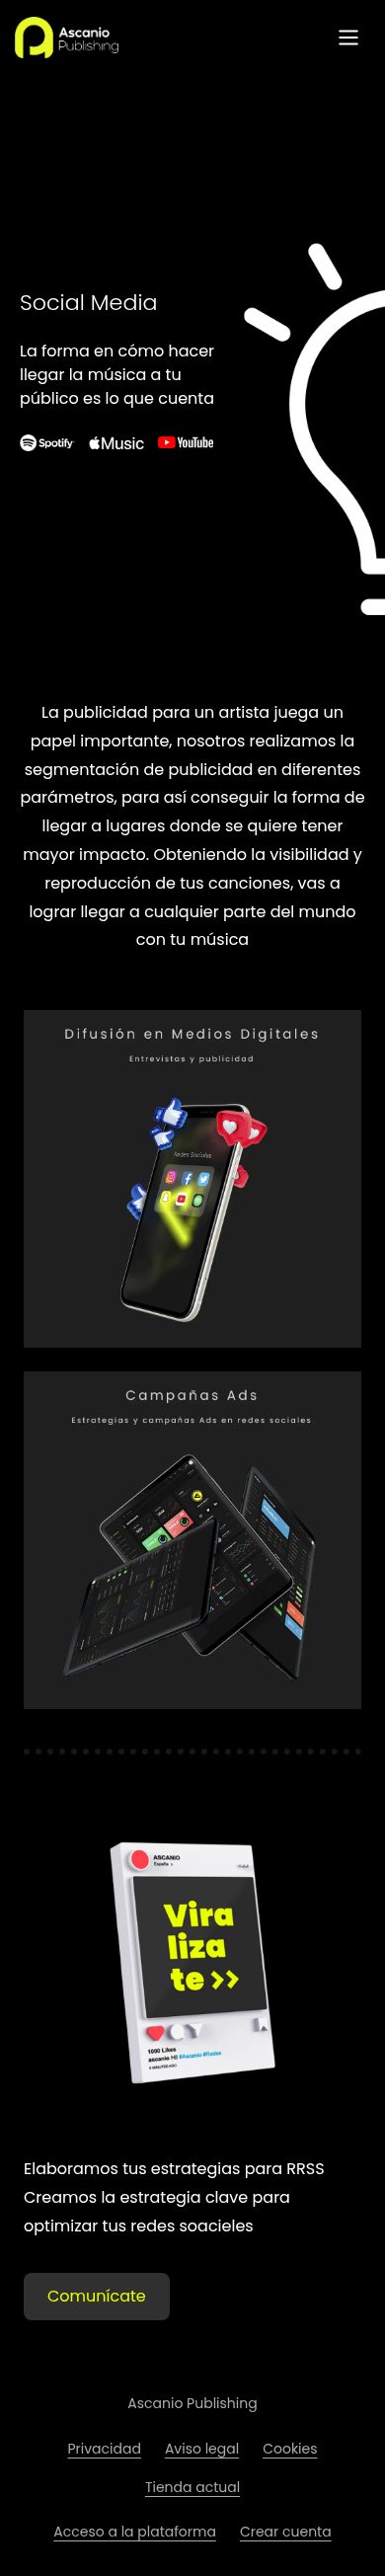 Ascanio
Publishing
Social Media
La forma en cómo hacer
llegar la música a tu
público es lo que cuenta
Spotify Music YouTube
La publicidad para un artista juega un
papel importante, nosotros realizamos la
segmentación de publicidad en diferentes
parámetros, para así conseguir la forma de
llegar a lugares donde se quiere tener
mayor impacto. Obteniendo la visibilidad y
reproducción de tus canciones, vas a
lograr llegar a cualquier parte del mundo
con tu música
Difusión en Medios Digitales
Entrevistas y publicidad
Redes Sociales
Campañas Ads
Estrategias y campañas Ads en redes sociales
ASCANIO
España >
Vira
liza
te >>
1000 Likes
ascanio Hi! #Ascanio #Redes
Elaboramos tus estrategias para RRSS
Creamos la estrategia clave para
optimizar tus redes soacieles
Comunícate
Ascanio Publishing
Privacidad Aviso legal Cookies
Tienda actual
Acceso a la plataforma Crear cuenta